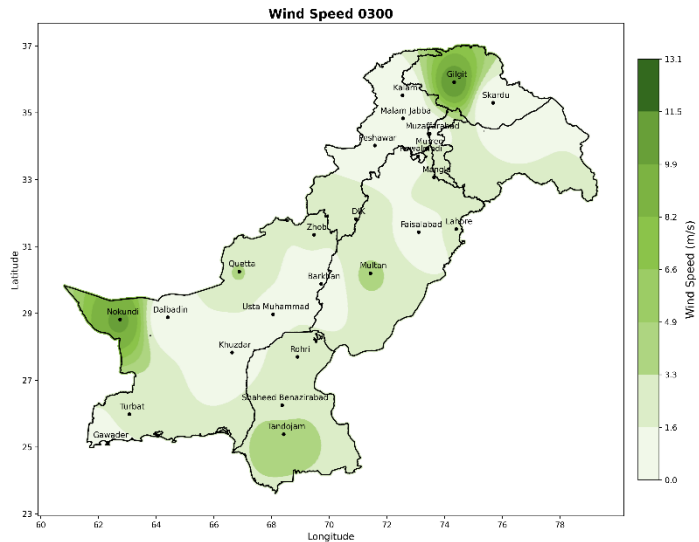 Wind Speed 0300
37
35
33
31
29
27
25
23
Latitude
Gilgit
Kalam
Skardu
Malam Jabba
Muzaffarabad
Peshawar
Murree
Rawalpindi
Mangla
DIK
Zhob
Faisalabad
Lahore
Quetta
Multan
Barkhan
Nokundi
Dalbadin
Usta Muhammad
Khuzdar
Rohri
Shaheed Benazirabad
Turbat
Tandojam
Gawader
60
62
64
66
68
70
72
74
76
78
Longitude
13.1
11.5
9.9
8.2
6.6
4.9
3.3
1.6
0.0
Wind Speed (m/s)